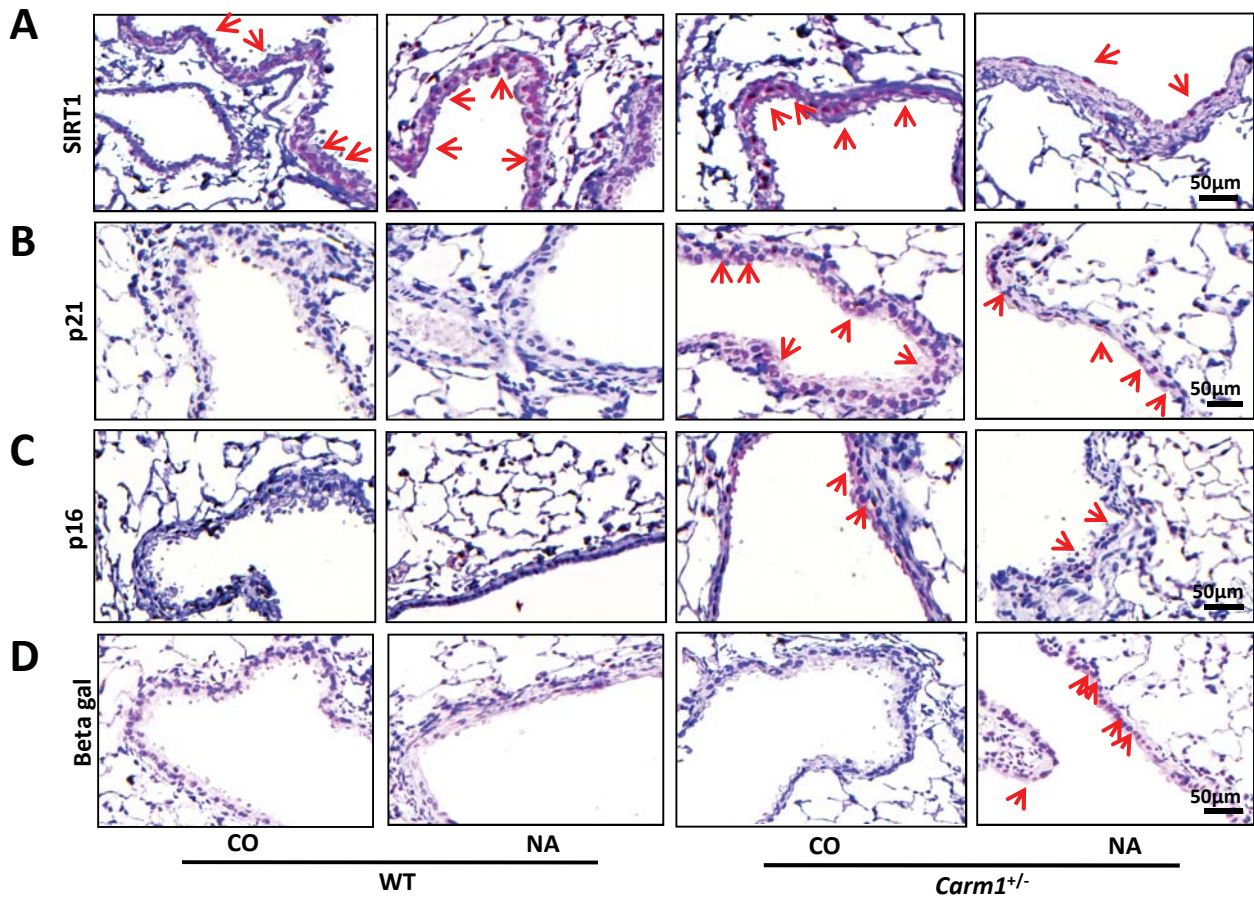 A
SIRT1
50μm
B
p21
50μm
C
p16
50μm
D
Beta gal
50μm
CO NA CO NA
WT Carm1+/-